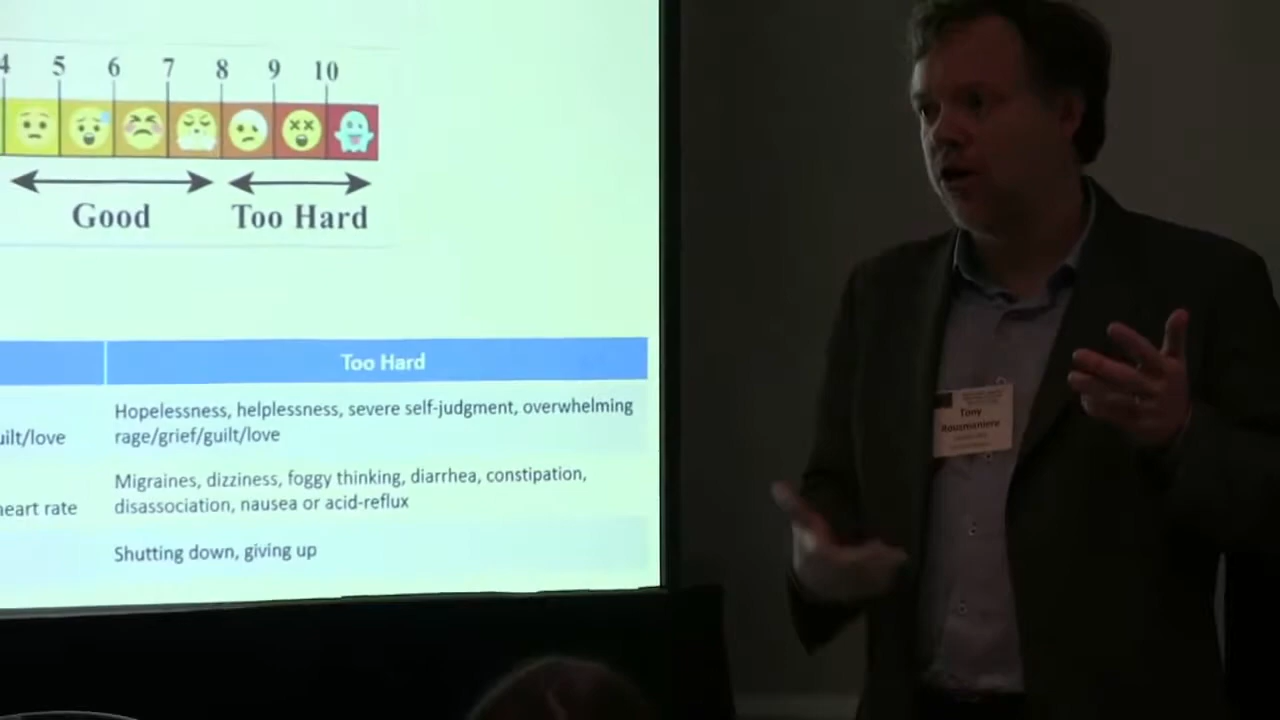 4 5 6 7 8 9 10
Good Too Hard
Too Hard
Hopelessness, helplessness, severe self-judgment, overwhelming
uilt/love rage/grief/guilt/love
Migraines, dizziness, foggy thinking, diarrhea, constipation,
heart rate disassociation, nausea or acid-reflux
Shutting down, giving up
Tony
Rousmaniere